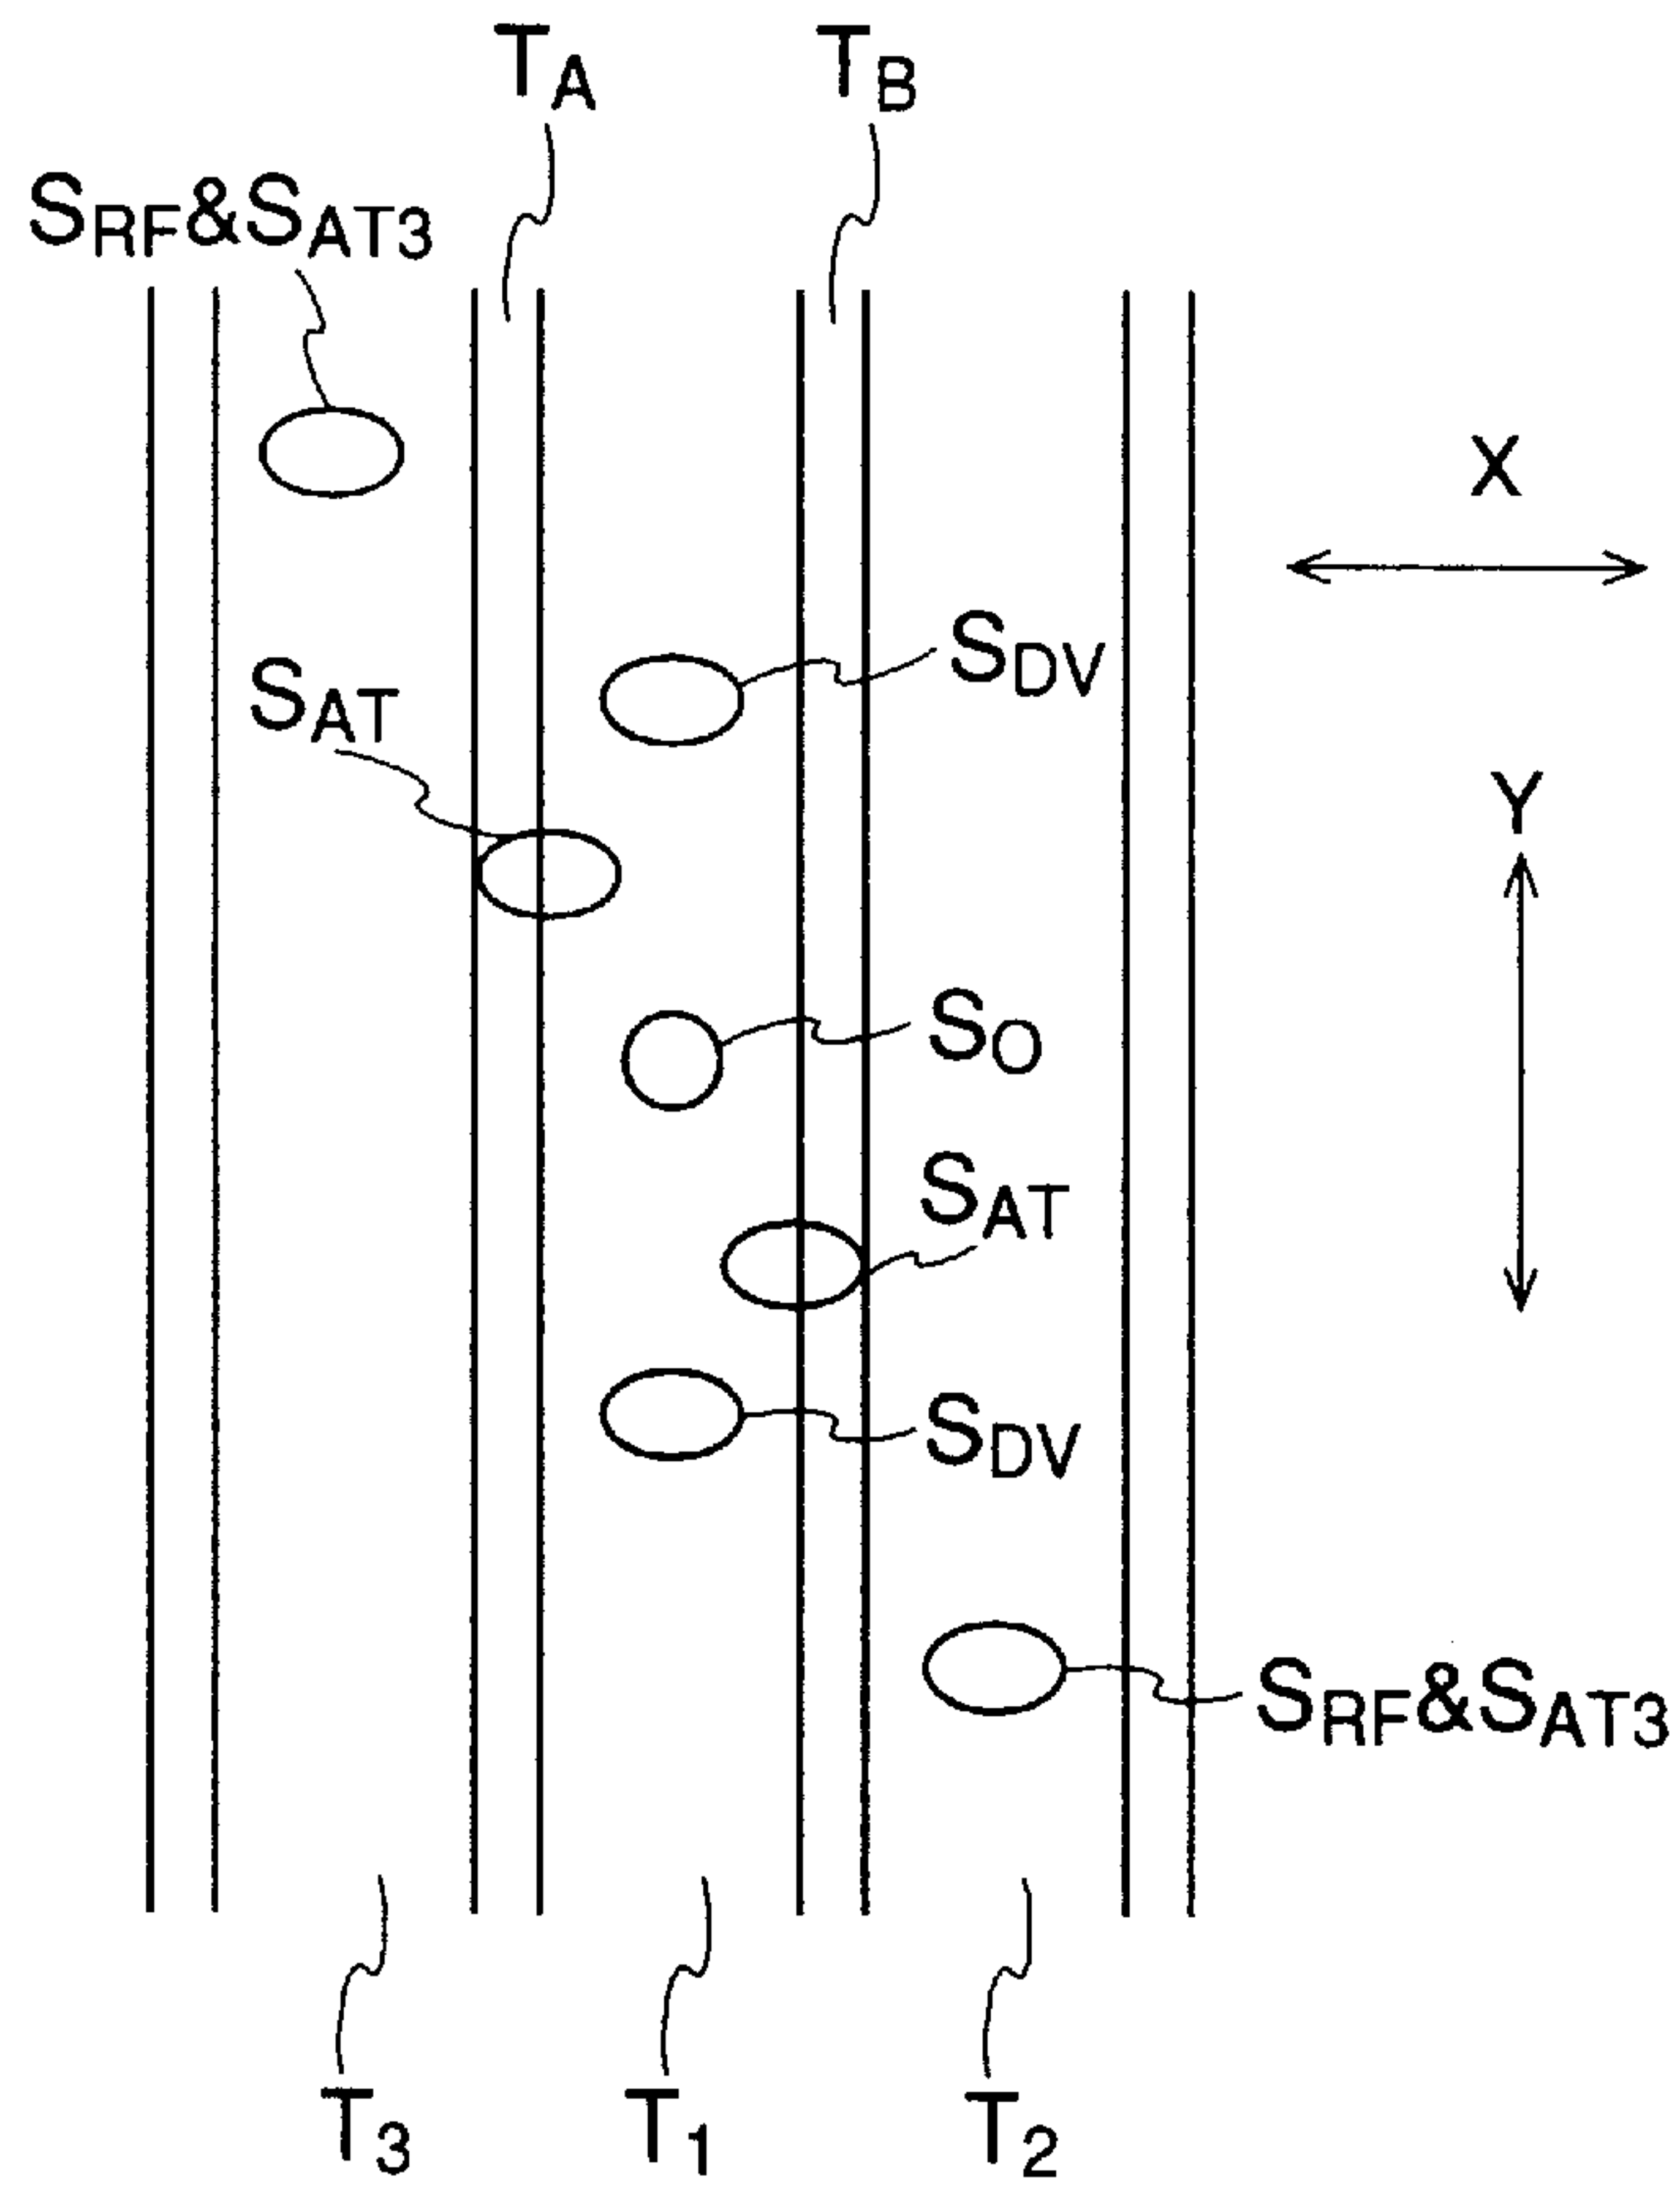 TA TB
SRF&SAT3
X
SDV
SAT
Y
SO
SAT
SDV
SRF&SAT3
T3 T1 T2